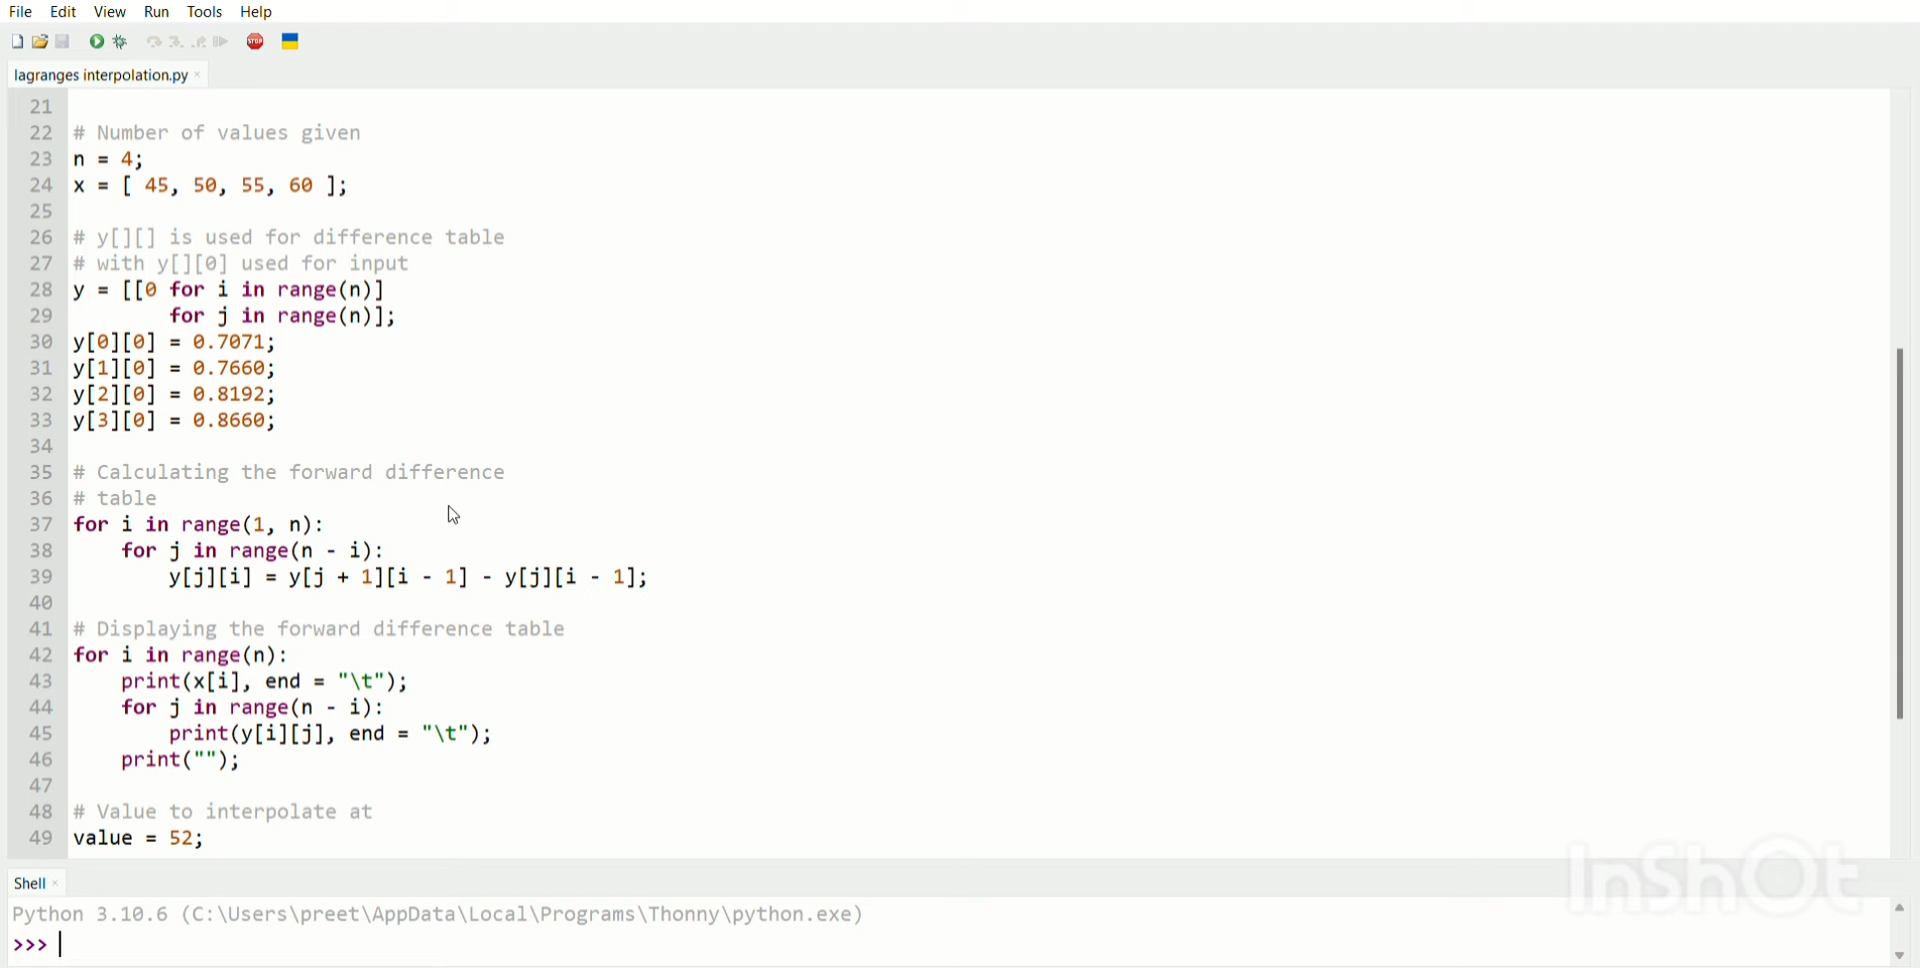 File Edit View Run Tools Help
STOP
lagranges interpolation.py ×
21
22 # Number of values given
23 n = 4;
24 x = [ 45, 50, 55, 60 ];
25
26 # y[][] is used for difference table
27 # with y[][0] used for input
28 y = [[0 for i in range(n)]
29         for j in range(n)];
30 y[0][0] = 0.7071;
31 y[1][0] = 0.7660;
32 y[2][0] = 0.8192;
33 y[3][0] = 0.8660;
34
35 # Calculating the forward difference
36 # table
37 for i in range(1, n):
38     for j in range(n - i):
39         y[j][i] = y[j + 1][i - 1] - y[j][i - 1];
40
41 # Displaying the forward difference table
42 for i in range(n):
43     print(x[i], end = "\t");
44     for j in range(n - i):
45         print(y[i][j], end = "\t");
46     print("");
47
48 # Value to interpolate at
49 value = 52;
InShOt
Shell ×
Python 3.10.6 (C:\Users\preet\AppData\Local\Programs\Thonny\python.exe)
>>>